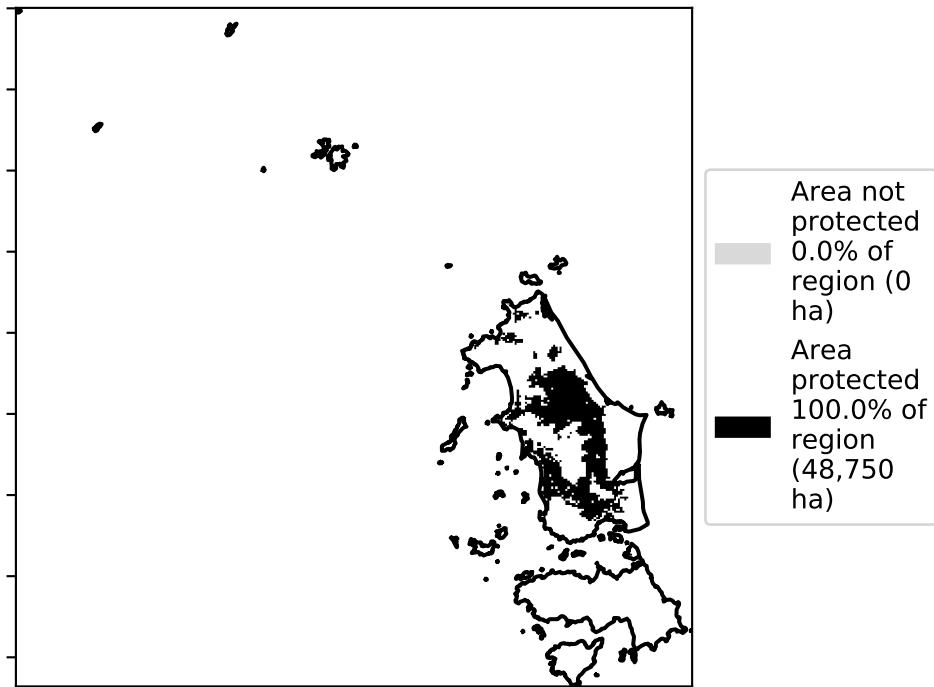 Area not
protected
0.0% of
region (0
ha)
Area
protected
100.0% of
region
(48,750
ha)